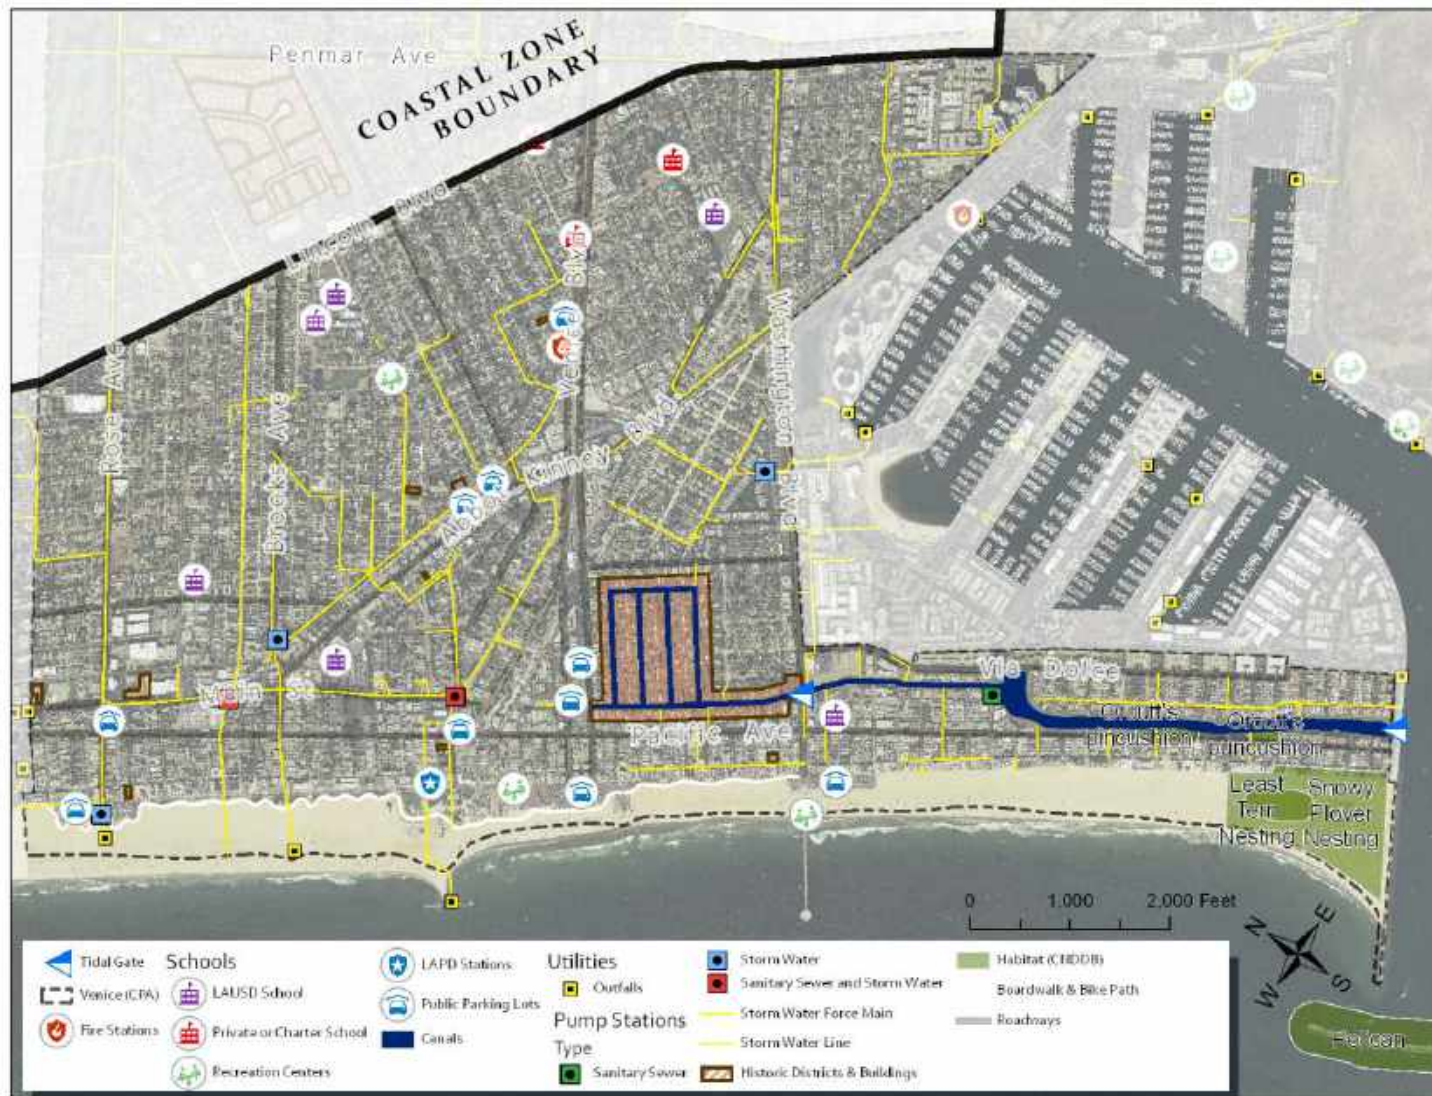 Penmar Ave
COASTAL ZONE
BOUNDARY
Lincoln Blvd
Rose Ave
Brooks Ave
Venice Blvd
Washington Blvd
Abbot Kinney Blvd
Main St
Pacific Ave
Via Dolce
Orcutt's
pincushion
Orcutt's
puncushion
Least
Tern
Nesting
Snowy
Plover
Nesting
0 1,000 2,000 Feet
N
E
S
W
Pelican
Tidal Gate
Venice (CPA)
Fire Stations
Schools
LAUSD School
Private or Charter School
Recreation Centers
LAPD Stations
Public Parking Lots
Canals
Utilities
Outfalls
Pump Stations
Type
Sanitary Sewer
Storm Water
Sanitary Sewer and Storm Water
Storm Water Force Main
Storm Water Line
Historic Districts & Buildings
Habitat (CNDDB)
Boardwalk & Bike Path
Roadways